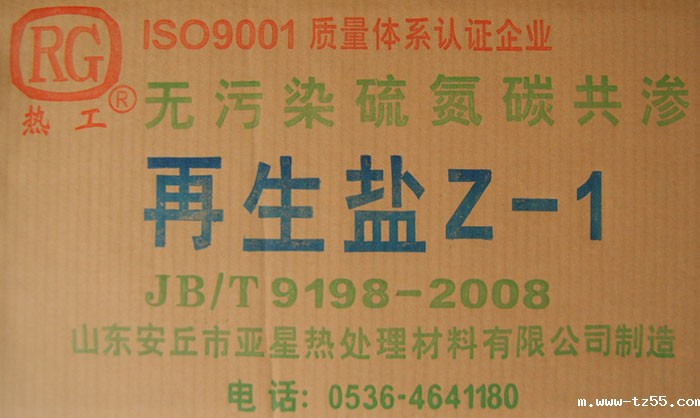 RG
热工®
ISO9001 质量体系认证企业
无污染硫氮碳共渗
再生盐Z-1
JB/T 9198-2008
山东安丘市亚星热处理材料有限公司制造
电话: 0536-4641180
m.www-tz55.com